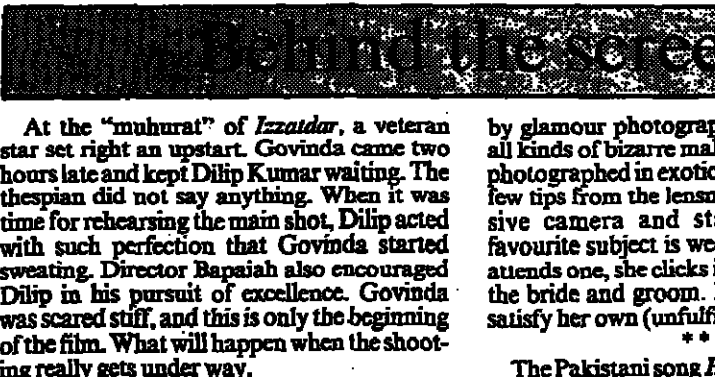 Behind the scree
At the "muhurat" of Izzatdar, a veteran
star set right an upstart. Govinda came two
hours late and kept Dilip Kumar waiting. The
thespian did not say anything. When it was
time for rehearsing the main shot, Dilip acted
with such perfection that Govinda started
sweating. Director Bapaiah also encouraged
Dilip in his pursuit of excellence. Govinda
was scared stiff, and this is only the beginning
of the film. What will happen when the shoot-
ing really gets under way.
by glamour photograp
all kinds of bizarre ma
photographed in exotic
few tips from the lensn
sive camera and st
favourite subject is we
attends one, she clicks
the bride and groom.
satisfy her own (unfulfi
* *
The Pakistani song H